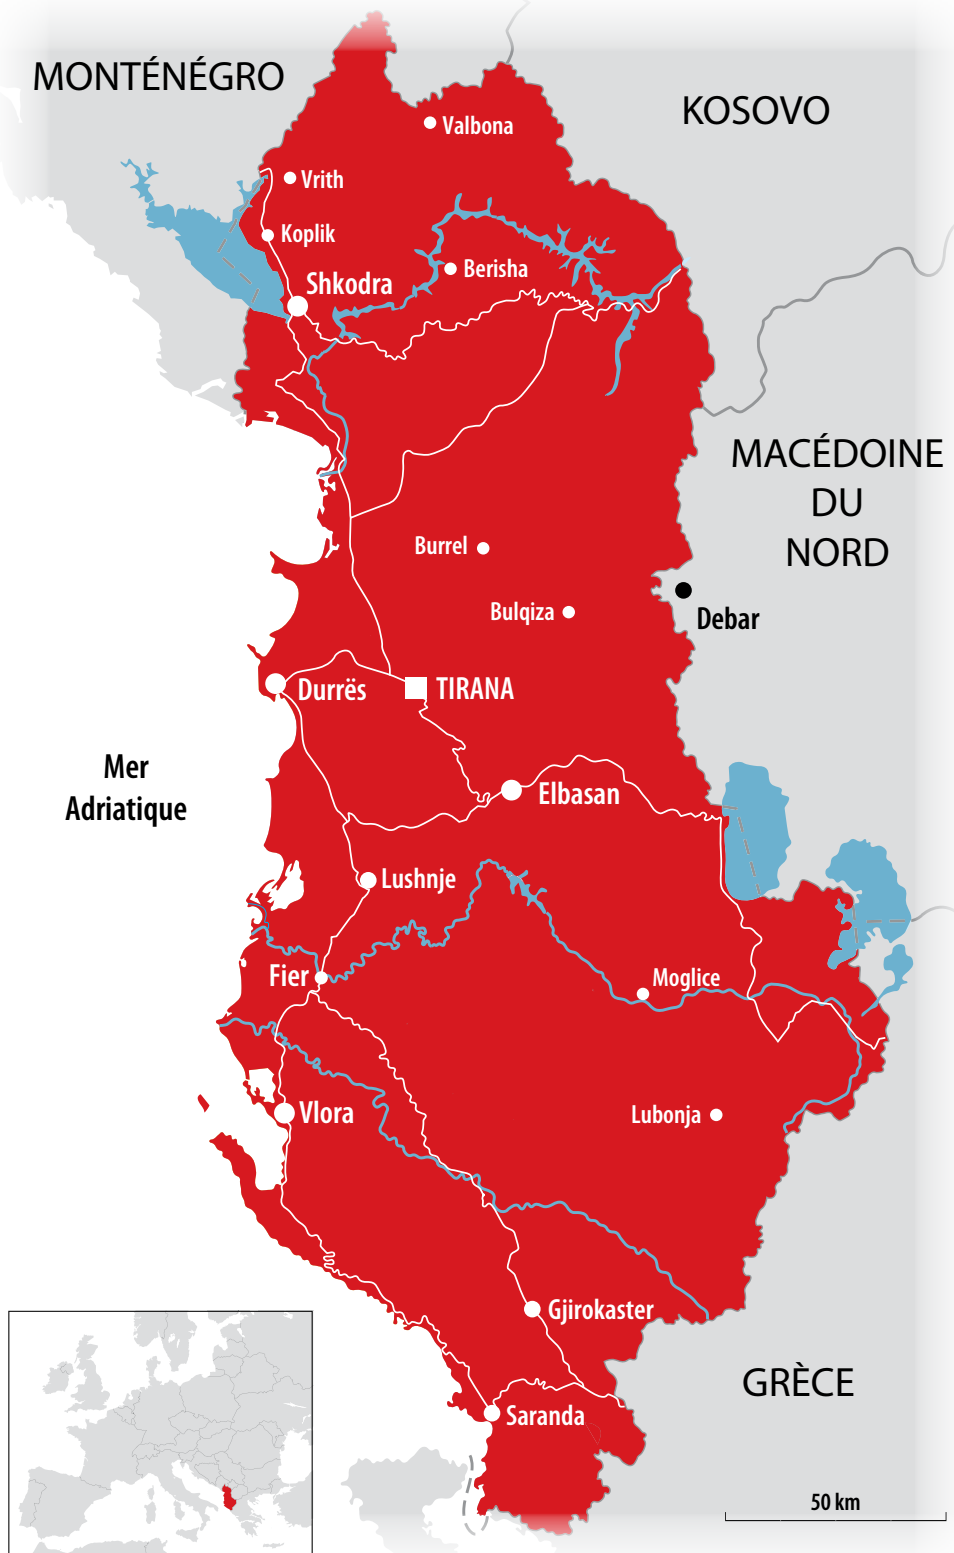 MONTÉNÉGRO
KOSOVO
Valbona
Vrith
Koplik
Berisha
Shkodra
MACÉDOINE
DU
NORD
Burrel
Bulqiza
Debar
Durrës
TIRANA
Mer
Adriatique
Elbasan
Lushnje
Fier
Moglice
Vlora
Lubonja
Gjirokaster
GRÈCE
Saranda
50 km